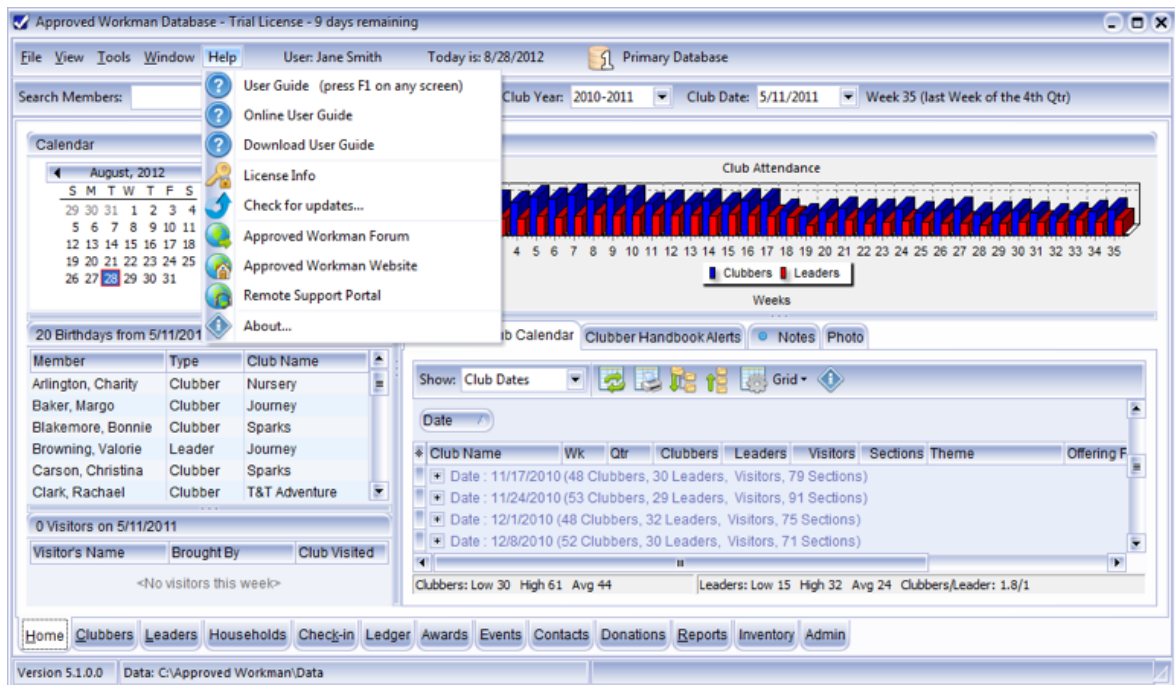 Approved Workman Database - Trial License - 9 days remaining
File View Tools Window Help User: Jane Smith Today is: 8/28/2012 1 Primary Database
Search Members: Club Year: 2010-2011 Club Date: 5/11/2011 Week 35 (last Week of the 4th Qtr)
User Guide (press F1 on any screen)
Online User Guide
Download User Guide
License Info
Check for updates...
Approved Workman Forum
Approved Workman Website
Remote Support Portal
About...
Calendar
August, 2012
S M T W T F S
29 30 31 1 2 3 4
5 6 7 8 9 10 11
12 13 14 15 16 17 18
19 20 21 22 23 24 25
26 27 28 29 30 31
Club Attendance
4 5 6 7 8 9 10 11 12 13 14 15 16 17 18 19 20 21 22 23 24 25 26 27 28 29 30 31 32 33 34 35
Clubbers Leaders
Weeks
20 Birthdays from 5/11/201
Member Type Club Name
Arlington, Charity Clubber Nursery
Baker, Margo Clubber Journey
Blakemore, Bonnie Clubber Sparks
Browning, Valorie Leader Journey
Carson, Christina Clubber Sparks
Clark, Rachael Clubber T&T Adventure
0 Visitors on 5/11/2011
Visitor's Name Brought By Club Visited
<No visitors this week>
Calendar Clubber Handbook Alerts Notes Photo
Show: Club Dates Grid
Date
Club Name Wk Qtr Clubbers Leaders Visitors Sections Theme Offering F
Date : 11/17/2010 (48 Clubbers, 30 Leaders, Visitors, 79 Sections)
Date : 11/24/2010 (53 Clubbers, 29 Leaders, Visitors, 91 Sections)
Date : 12/1/2010 (48 Clubbers, 32 Leaders, Visitors, 75 Sections)
Date : 12/8/2010 (52 Clubbers, 30 Leaders, Visitors, 71 Sections)
Clubbers: Low 30 High 61 Avg 44 Leaders: Low 15 High 32 Avg 24 Clubbers/Leader: 1.8/1
Home Clubbers Leaders Households Check-in Ledger Awards Events Contacts Donations Reports Inventory Admin
Version 5.1.0.0 Data: C:\Approved Workman\Data